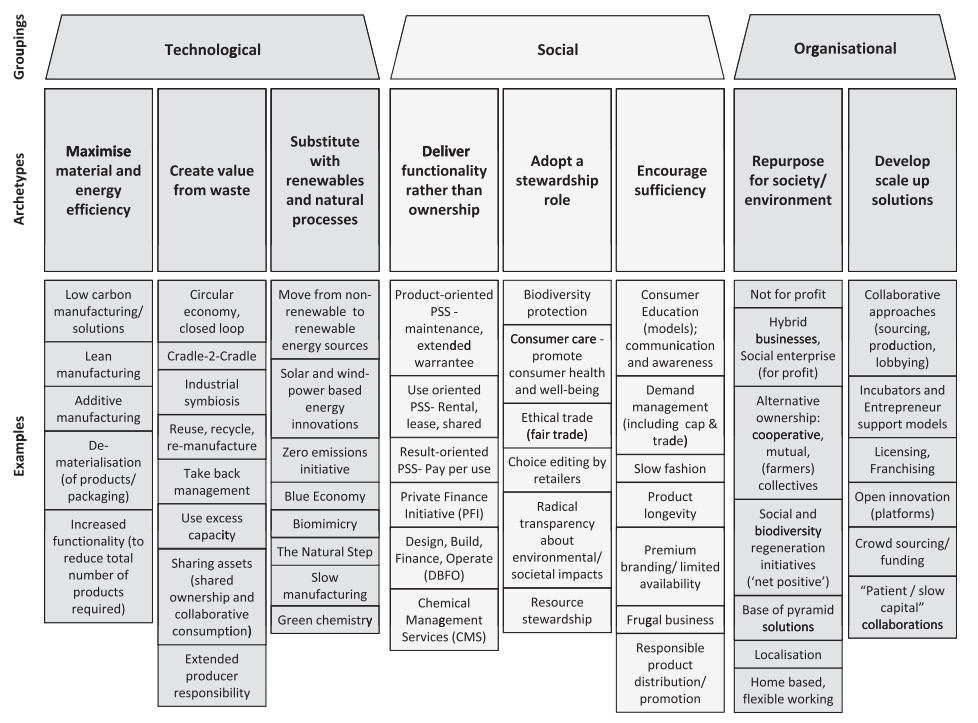 Groupings
Technological
Social
Organisational
Archetypes
Maximise
material and
energy
efficiency
Create value
from waste
Substitute
with
renewables
and natural
processes
Deliver
functionality
rather than
ownership
Adopt a
stewardship
role
Encourage
sufficiency
Repurpose
for society/
environment
Develop
scale up
solutions
Examples
Low carbon
manufacturing/
solutions
Lean
manufacturing
Additive
manufacturing
De-
materialisation
(of products/
packaging)
Increased
functionality (to
reduce total
number of
products
required)
Circular
economy,
closed loop
Cradle-2-Cradle
Industrial
symbiosis
Reuse, recycle,
re-manufacture
Take back
management
Use excess
capacity
Sharing assets
(shared
ownership and
collaborative
consumption)
Extended
producer
responsibility
Move from non-
renewable to
renewable
energy sources
Solar and wind-
power based
energy
innovations
Zero emissions
initiative
Blue Economy
Biomimicry
The Natural Step
Slow
manufacturing
Green chemistry
Product-oriented
PSS -
maintenance,
extended
warrantee
Use oriented
PSS- Rental,
lease, shared
Result-oriented
PSS- Pay per use
Private Finance
Initiative (PFI)
Design, Build,
Finance, Operate
(DBFO)
Chemical
Management
Services (CMS)
Biodiversity
protection
Consumer care -
promote
consumer health
and well-being
Ethical trade
(fair trade)
Choice editing by
retailers
Radical
transparency
about
environmental/
societal impacts
Resource
stewardship
Consumer
Education
(models);
communication
and awareness
Demand
management
(including cap &
trade)
Slow fashion
Product
longevity
Premium
branding/ limited
availability
Frugal business
Responsible
product
distribution/
promotion
Not for profit
Hybrid
businesses,
Social enterprise
(for profit)
Alternative
ownership:
cooperative,
mutual,
(farmers)
collectives
Social and
biodiversity
regeneration
initiatives
('net positive')
Base of pyramid
solutions
Localisation
Home based,
flexible working
Collaborative
approaches
(sourcing,
production,
lobbying)
Incubators and
Entrepreneur
support models
Licensing,
Franchising
Open innovation
(platforms)
Crowd sourcing/
funding
“Patient / slow
capital”
collaborations